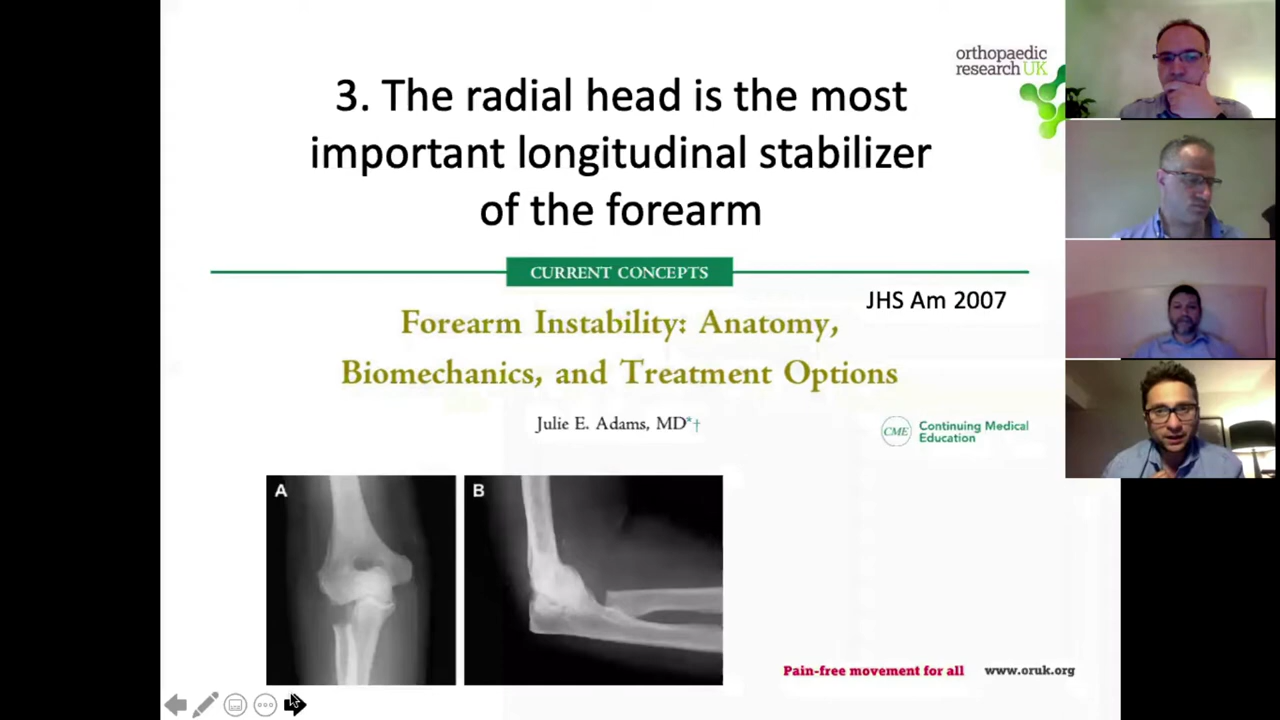 orthopaedic
research UK
3. The radial head is the most
important longitudinal stabilizer
of the forearm
CURRENT CONCEPTS
JHS Am 2007
Forearm Instability: Anatomy,
Biomechanics, and Treatment Options
Julie E. Adams, MD*†
CME
Continuing Medical
Education
A
B
Pain-free movement for all www.oruk.org